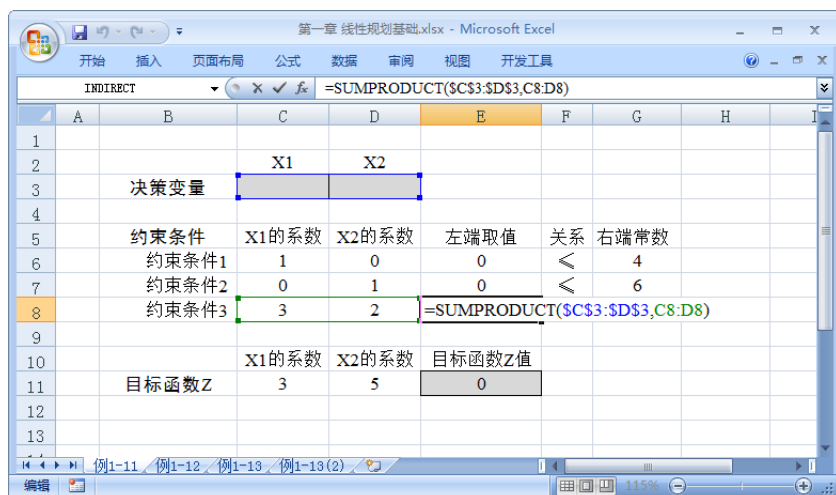 第一章 线性规划基础.xlsx - Microsoft Excel
开始 插入 页面布局 公式 数据 审阅 视图 开发工具
INDIRECT fx =SUMPRODUCT($C$3:$D$3,C8:D8)
A B C D E F G H I
1
2 X1 X2
3 决策变量
4
5 约束条件 X1的系数 X2的系数 左端取值 关系 右端常数
6 约束条件1 1 0 0 ≤ 4
7 约束条件2 0 1 0 ≤ 6
8 约束条件3 3 2 =SUMPRODUCT($C$3:$D$3,C8:D8)
9
10 X1的系数 X2的系数 目标函数Z值
11 目标函数Z 3 5 0
12
13
例1-11 例1-12 例1-13 例1-13(2)
编辑 115%